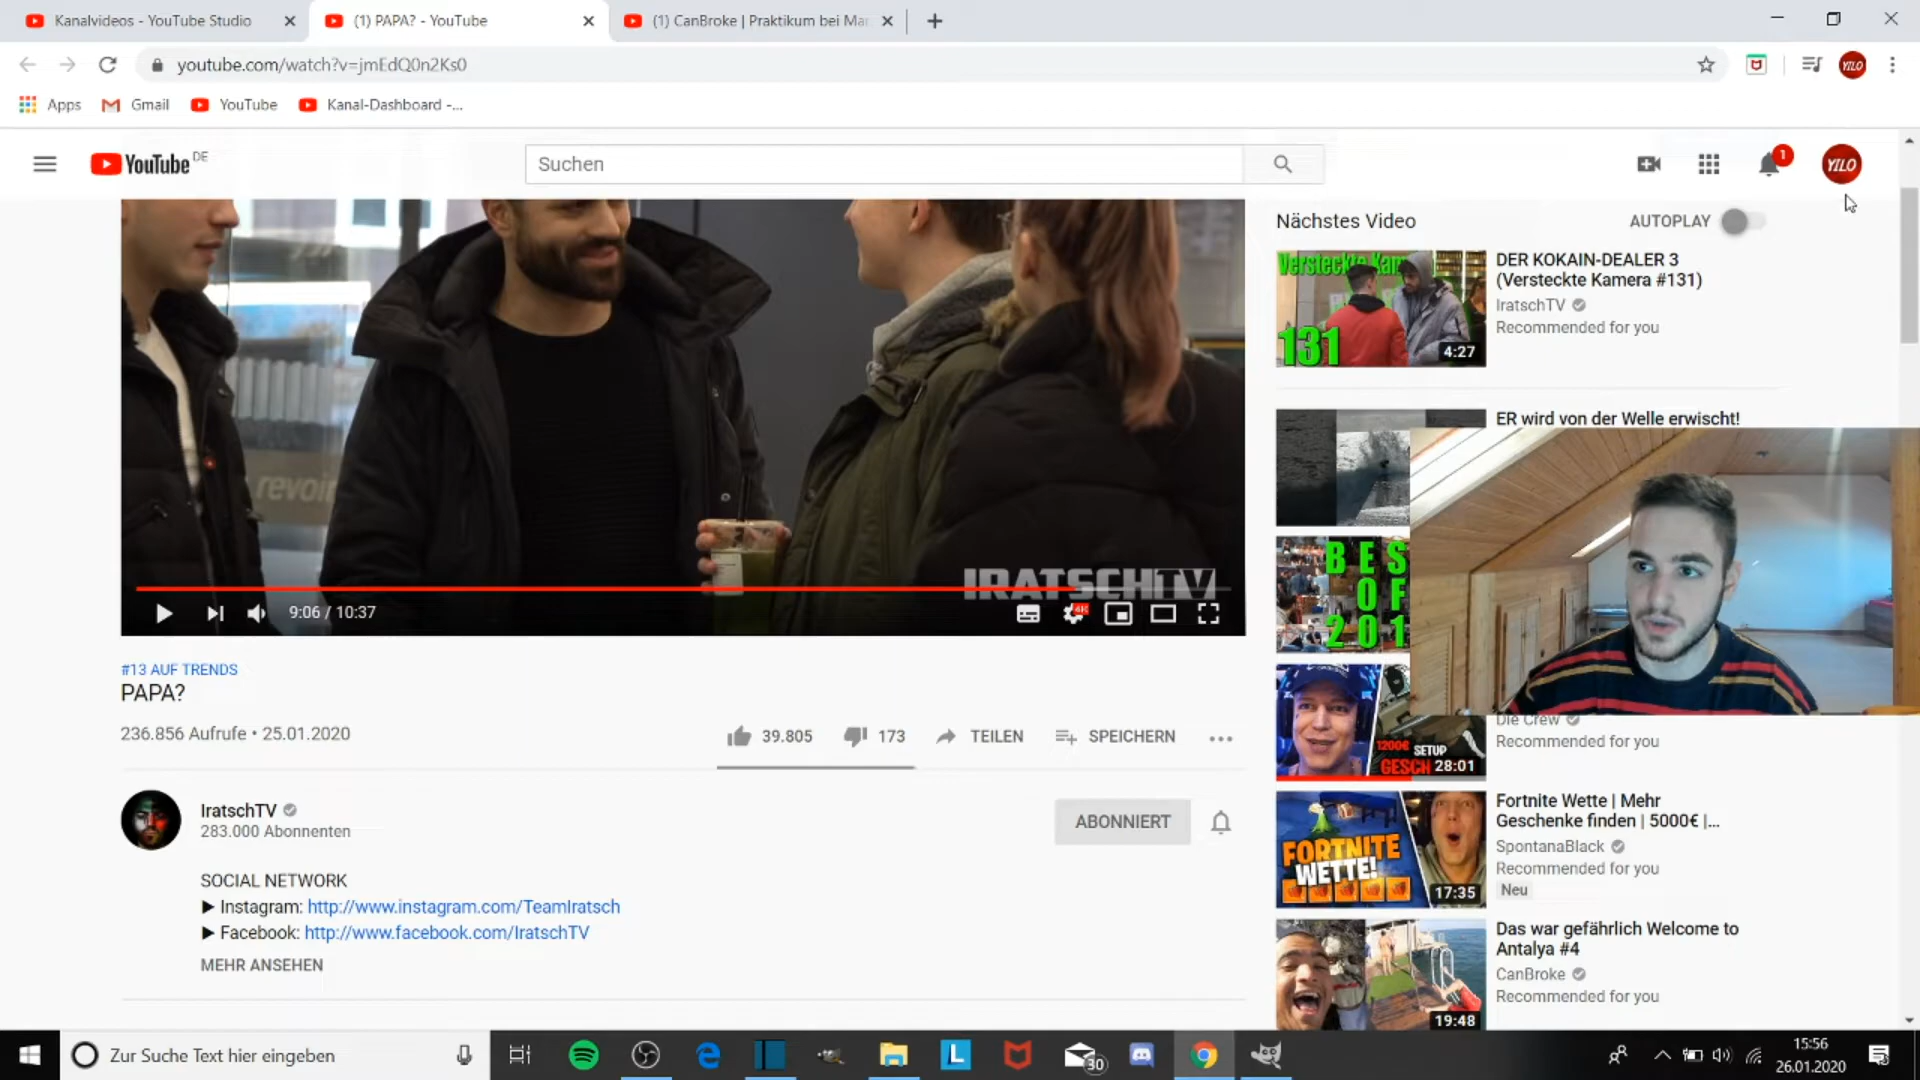 Kanalvideos - YouTube Studio
(1) PAPA? - YouTube
(1) CanBroke | Praktikum bei Mar
youtube.com/watch?v=jmEdQ0n2Ks0
YILO
Apps
Gmail
YouTube
Kanal-Dashboard -...
YouTube DE
Suchen
1
YILO
revoir
IRATSCHTV
9:06 / 10:37
4K
#13 AUF TRENDS
PAPA?
236.856 Aufrufe • 25.01.2020
39.805
173
TEILEN
SPEICHERN
IratschTV
283.000 Abonnenten
ABONNIERT
SOCIAL NETWORK
► Instagram: http://www.instagram.com/TeamIratsch
► Facebook: http://www.facebook.com/IratschTV
MEHR ANSEHEN
Nächstes Video
AUTOPLAY
Versteckte Kam
131
4:27
DER KOKAIN-DEALER 3
(Versteckte Kamera #131)
IratschTV
Recommended for you
ER wird von der Welle erwischt!
BES
OF
201
1200€ SETUP
GESCH
28:01
Die Crew
Recommended for you
FORTNITE
WETTE!
17:35
Fortnite Wette | Mehr
Geschenke finden | 5000€ |...
SpontanaBlack
Recommended for you
Neu
19:48
Das war gefährlich Welcome to
Antalya #4
CanBroke
Recommended for you
Zur Suche Text hier eingeben
L
30
15:56
26.01.2020